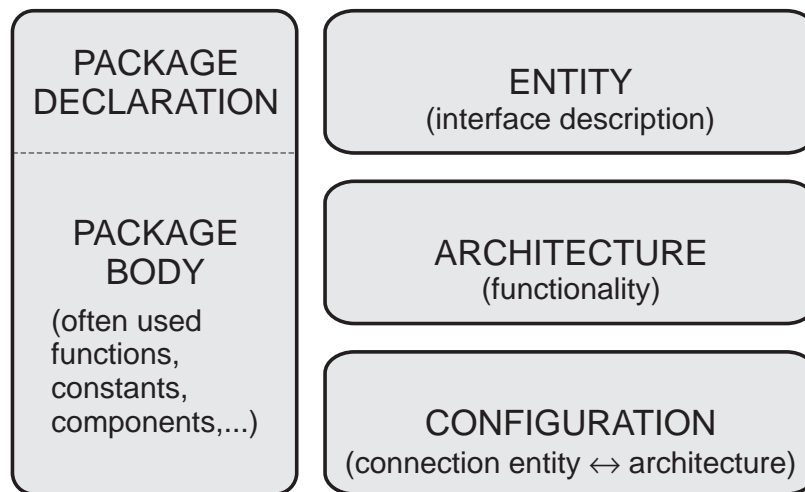 PACKAGE
DECLARATION
PACKAGE
BODY
(often used
functions,
constants,
components,...)
ENTITY
(interface description)
ARCHITECTURE
(functionality)
CONFIGURATION
(connection entity ↔ architecture)